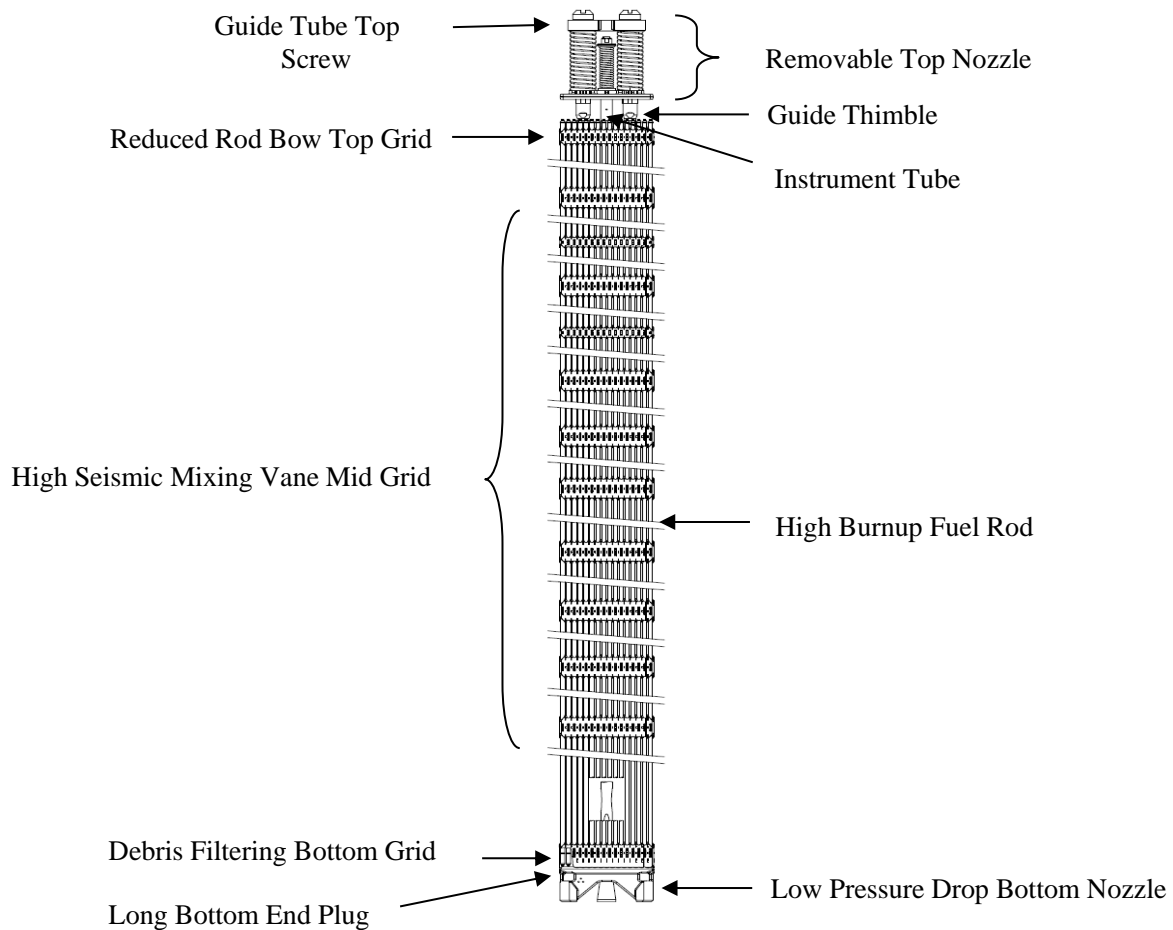 Guide Tube Top
Screw
Removable Top Nozzle
Guide Thimble
Reduced Rod Bow Top Grid
Instrument Tube
High Seismic Mixing Vane Mid Grid
High Burnup Fuel Rod
Debris Filtering Bottom Grid
Low Pressure Drop Bottom Nozzle
Long Bottom End Plug